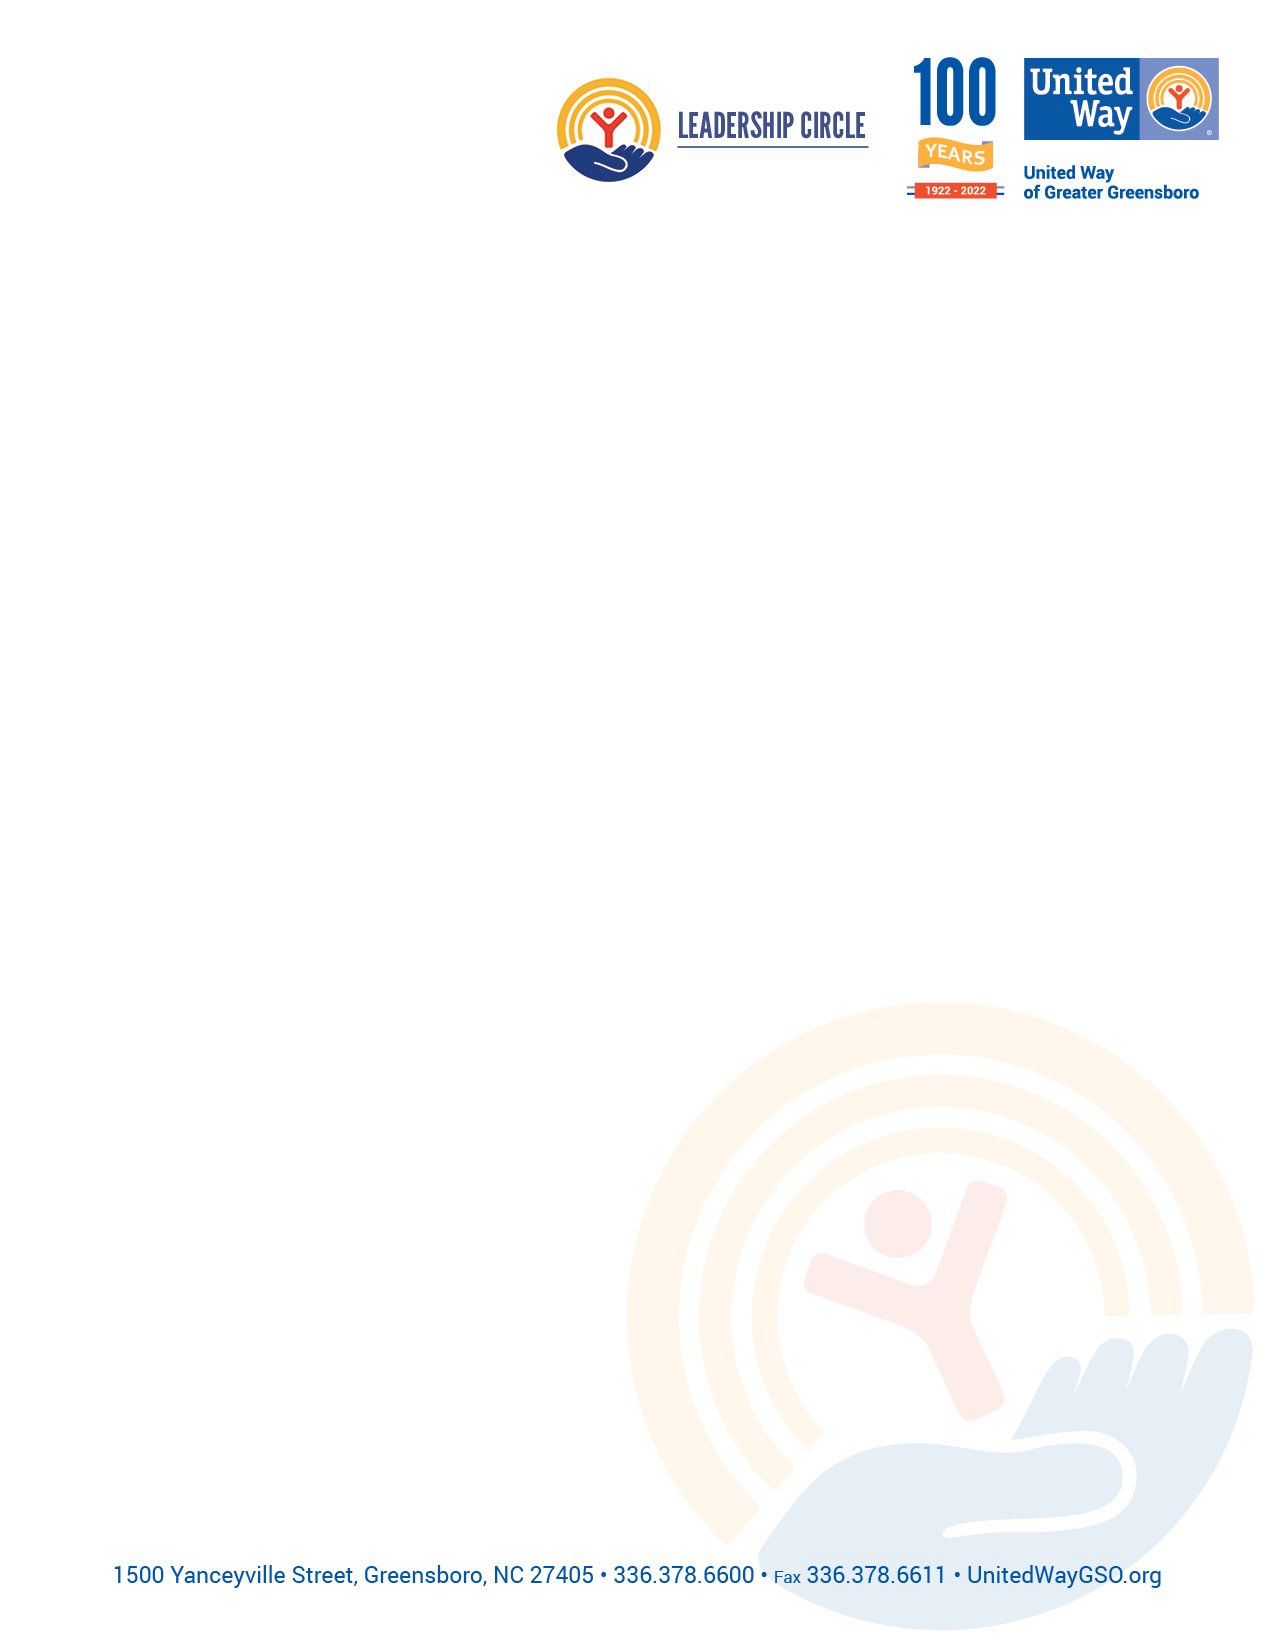 LEADERSHIP CIRCLE
100
YEARS
1922 - 2022
United
Way
®
United Way
of Greater Greensboro
1500 Yanceyville Street, Greensboro, NC 27405 • 336.378.6600 • Fax 336.378.6611 • UnitedWayGSO.org